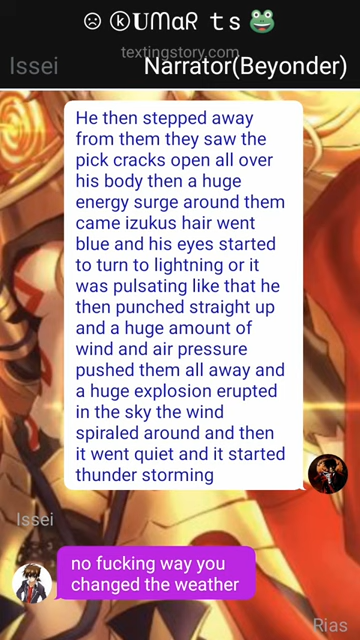 ☹ ⓚUMαR ts 🐸
textingstory.com
Issei
Narrator(Beyonder)
He then stepped away
from them they saw the
pick cracks open all over
his body then a huge
energy surge around them
came izukus hair went
blue and his eyes started
to turn to lightning or it
was pulsating like that he
then punched straight up
and a huge amount of
wind and air pressure
pushed them all away and
a huge explosion erupted
in the sky the wind
spiraled around and then
it went quiet and it started
thunder storming
Issei
no fucking way you
changed the weather
Rias